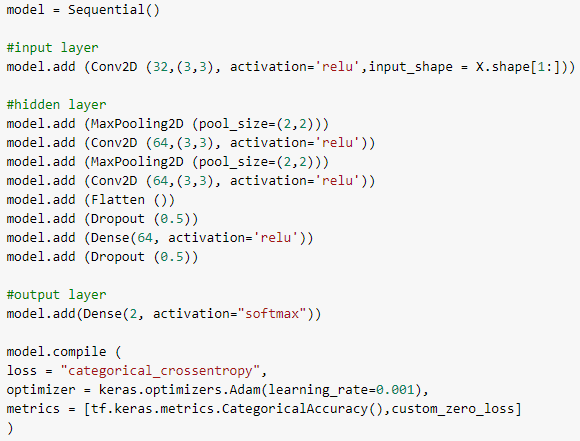 model = Sequential()
#input layer
model.add (Conv2D (32,(3,3), activation='relu',input_shape = X.shape[1:]))
#hidden layer
model.add (MaxPooling2D (pool_size=(2,2)))
model.add (Conv2D (64,(3,3), activation='relu'))
model.add (MaxPooling2D (pool_size=(2,2)))
model.add (Conv2D (64,(3,3), activation='relu'))
model.add (Flatten ())
model.add (Dropout (0.5))
model.add (Dense(64, activation='relu'))
model.add (Dropout (0.5))
#output layer
model.add(Dense(2, activation="softmax"))
model.compile (
loss = "categorical_crossentropy",
optimizer = keras.optimizers.Adam(learning_rate=0.001),
metrics = [tf.keras.metrics.CategoricalAccuracy(),custom_zero_loss]
)